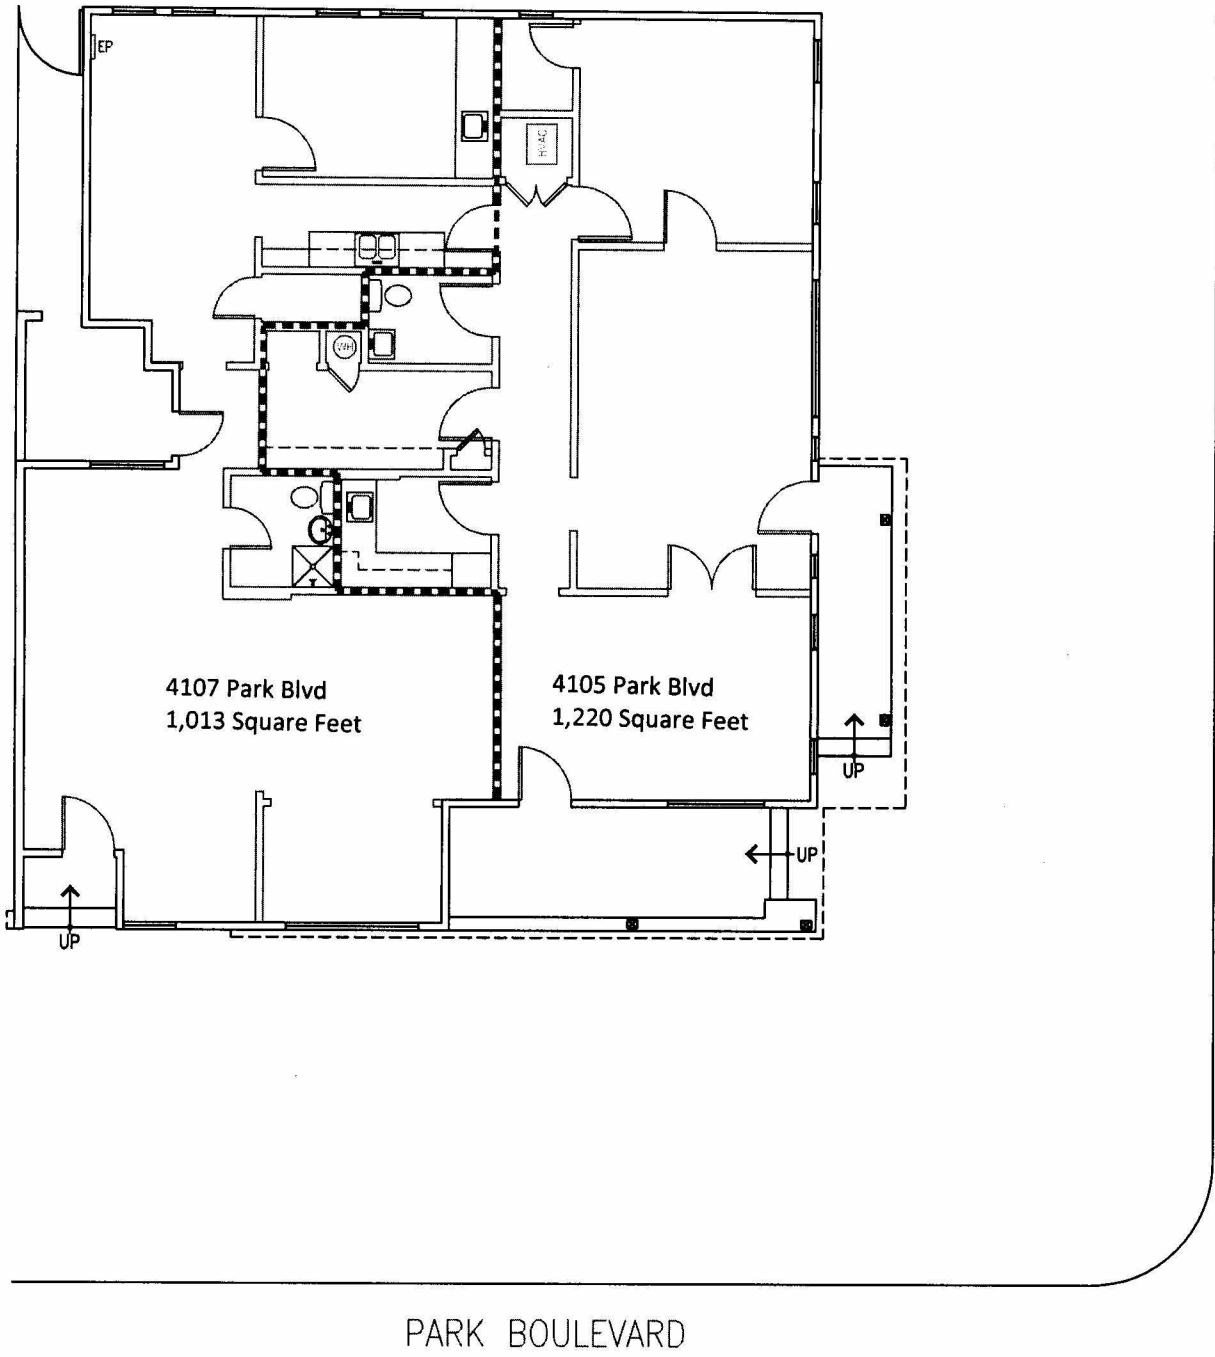 EP
HVAC
WH
4107 Park Blvd
1,013 Square Feet
4105 Park Blvd
1,220 Square Feet
UP
UP
UP
PARK BOULEVARD